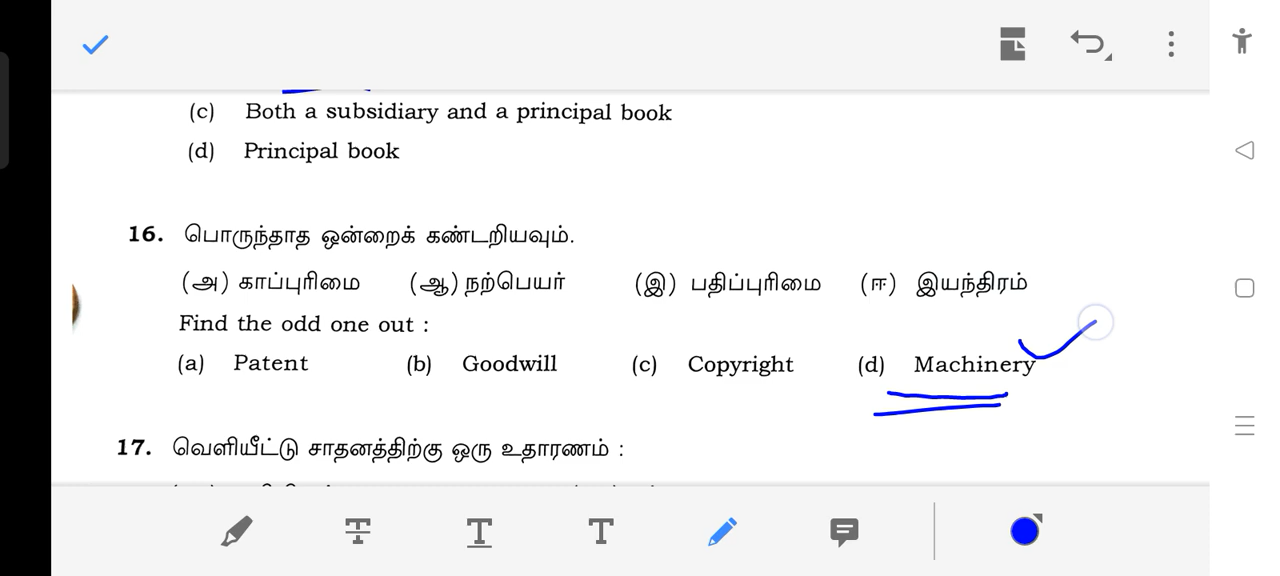 (c) Both a subsidiary and a principal book
(d) Principal book
16. பொருந்தாத ஒன்றைக் கண்டறியவும்.
(அ) காப்புரிமை (ஆ) நற்பெயர் (இ) பதிப்புரிமை (ஈ) இயந்திரம்
Find the odd one out :
(a) Patent (b) Goodwill (c) Copyright (d) Machinery
17. வெளியீட்டு சாதனத்திற்கு ஒரு உதாரணம் :